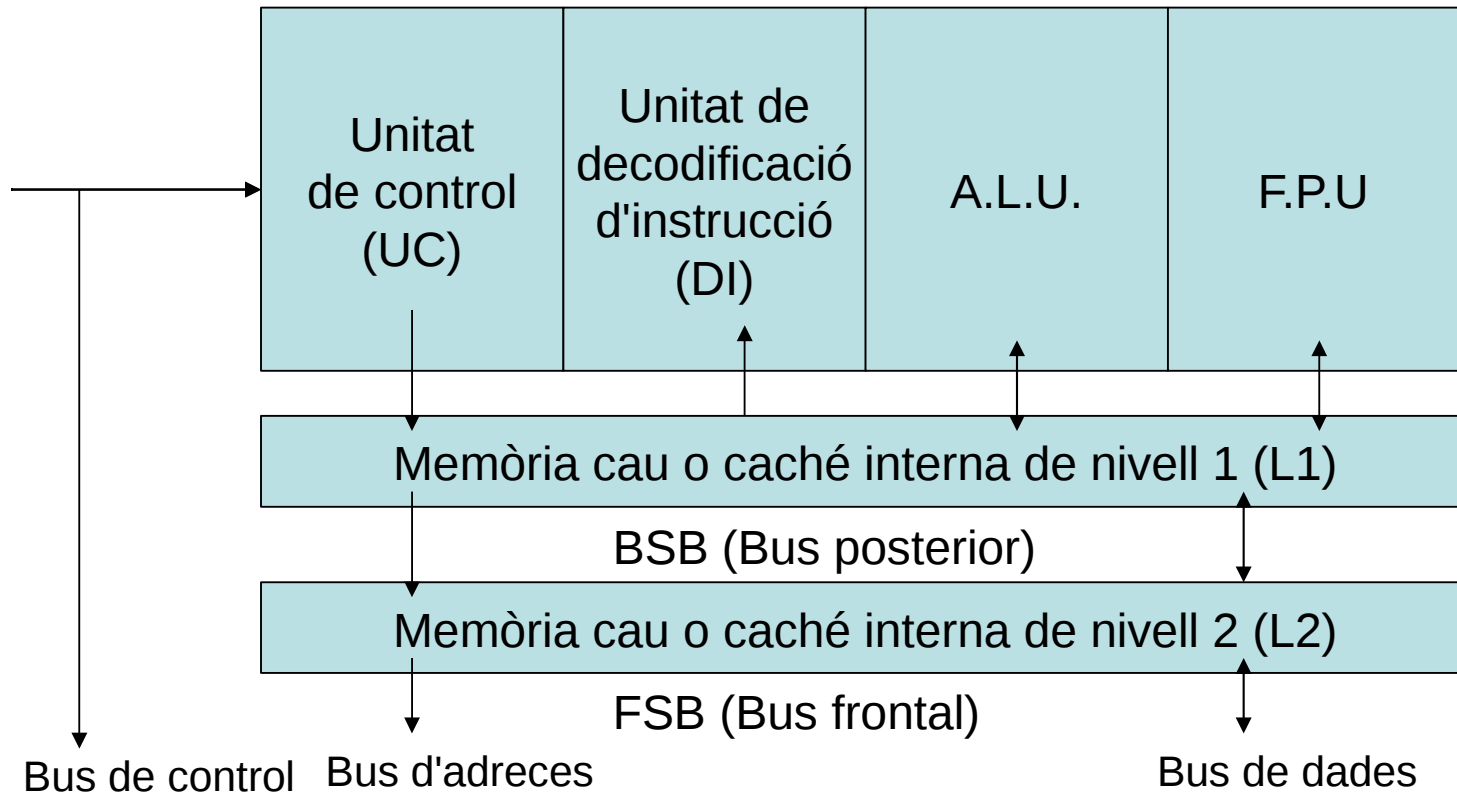 Unitat
de control
(UC)
Unitat de
decodificació
d'instrucció
(DI)
A.L.U.
F.P.U
Memòria cau o caché interna de nivell 1 (L1)
BSB (Bus posterior)
Memòria cau o caché interna de nivell 2 (L2)
FSB (Bus frontal)
Bus de control
Bus d'adreces
Bus de dades